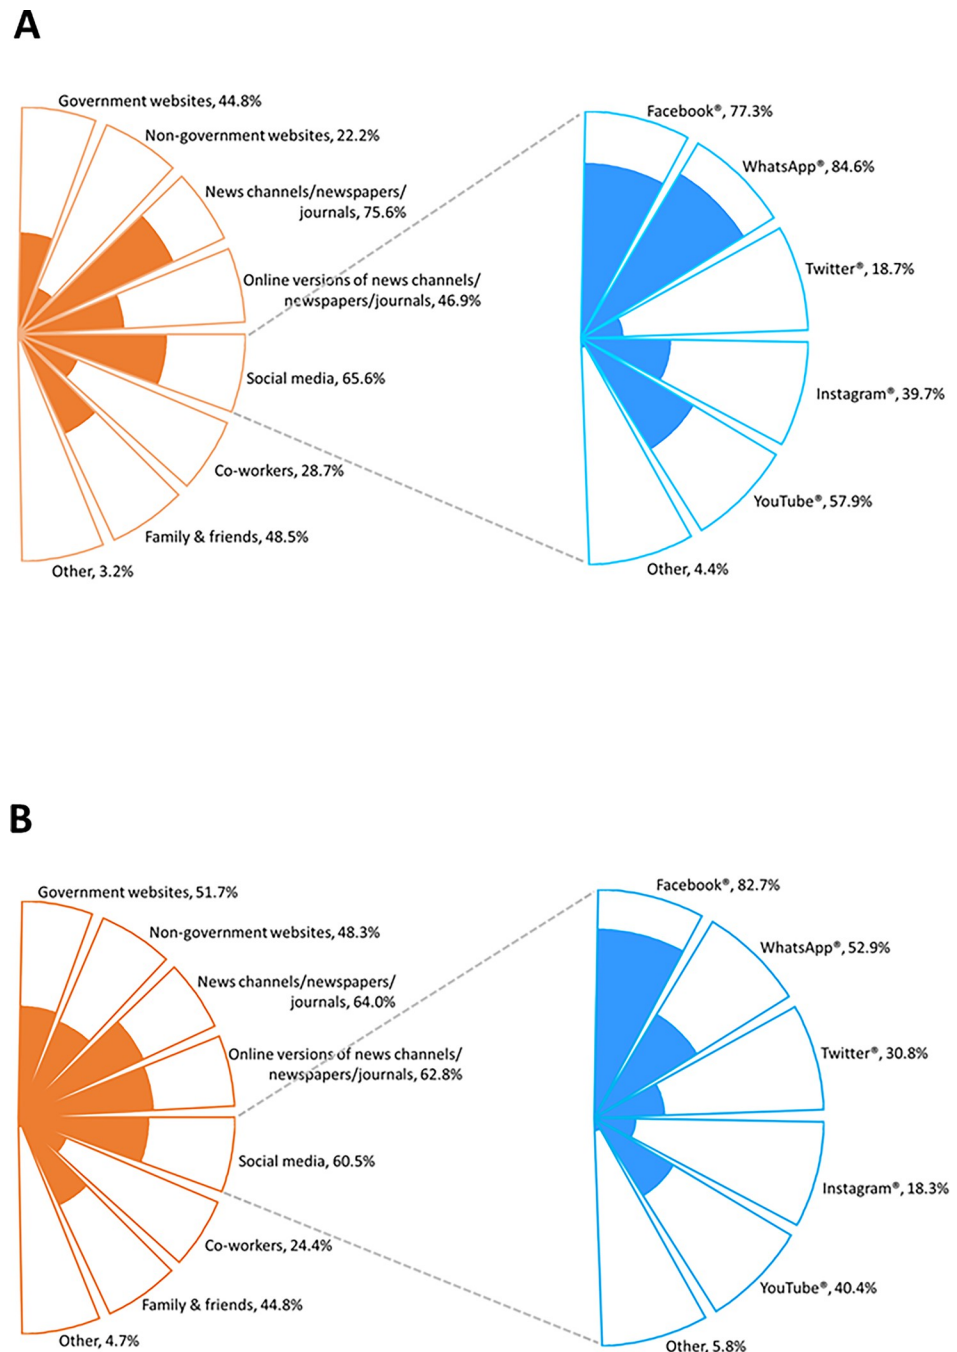 A
Government websites, 44.8%
Non-government websites, 22.2%
News channels/newspapers/
journals, 75.6%
Online versions of news channels/
newspapers/journals, 46.9%
Social media, 65.6%
Co-workers, 28.7%
Family & friends, 48.5%
Other, 3.2%
Facebook®, 77.3%
WhatsApp®, 84.6%
Twitter®, 18.7%
Instagram®, 39.7%
YouTube®, 57.9%
Other, 4.4%
B
Government websites, 51.7%
Non-government websites, 48.3%
News channels/newspapers/
journals, 64.0%
Online versions of news channels/
newspapers/journals, 62.8%
Social media, 60.5%
Co-workers, 24.4%
Family & friends, 44.8%
Other, 4.7%
Facebook®, 82.7%
WhatsApp®, 52.9%
Twitter®, 30.8%
Instagram®, 18.3%
YouTube®, 40.4%
Other, 5.8%